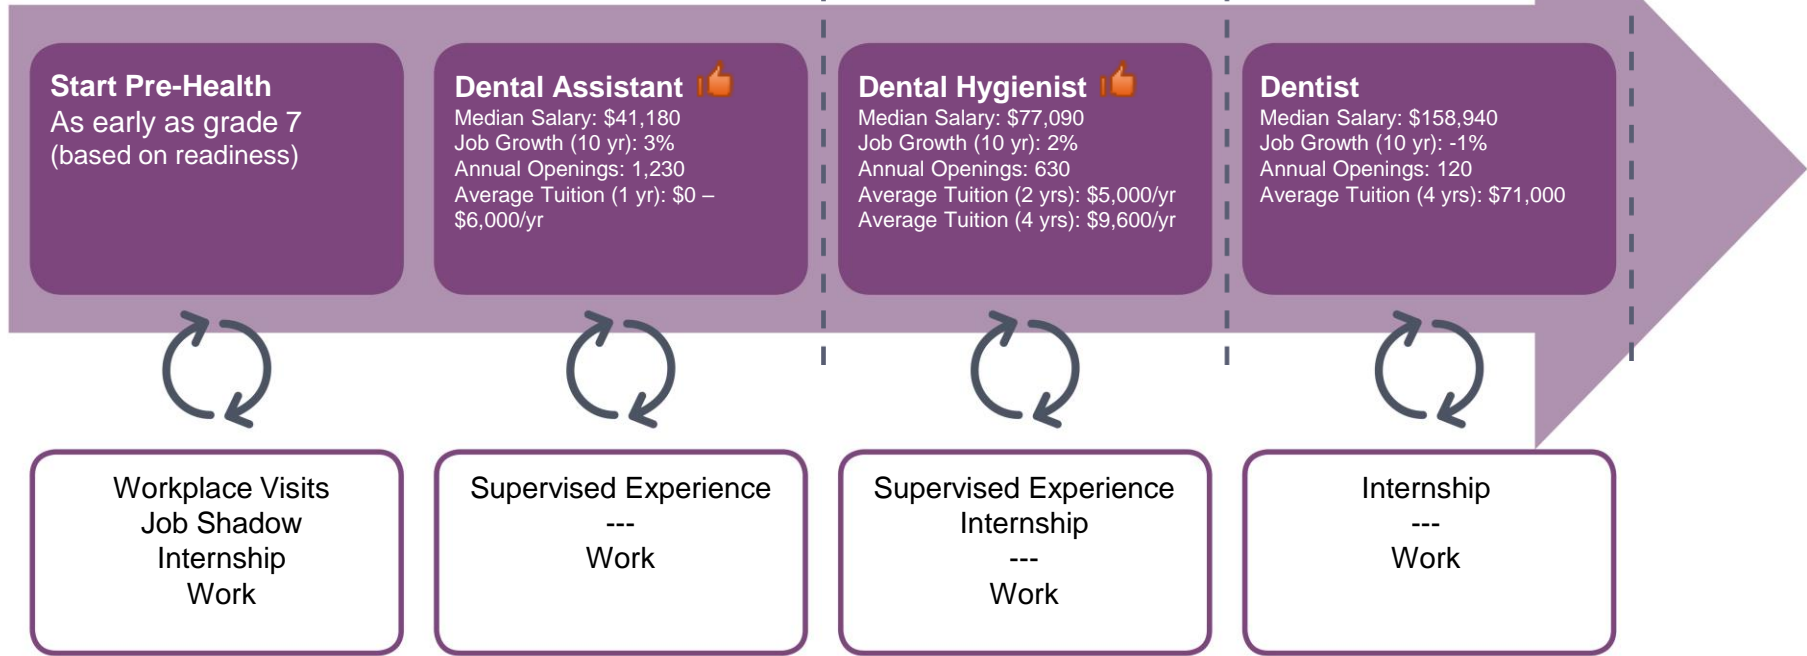 Start Pre-Health
As early as grade 7
(based on readiness)
Dental Assistant
Median Salary: $41,180
Job Growth (10 yr): 3%
Annual Openings: 1,230
Average Tuition (1 yr): $0 –
$6,000/yr
Dental Hygienist
Median Salary: $77,090
Job Growth (10 yr): 2%
Annual Openings: 630
Average Tuition (2 yrs): $5,000/yr
Average Tuition (4 yrs): $9,600/yr
Dentist
Median Salary: $158,940
Job Growth (10 yr): -1%
Annual Openings: 120
Average Tuition (4 yrs): $71,000
Workplace Visits
Job Shadow
Internship
Work
Supervised Experience
---
Work
Supervised Experience
Internship
---
Work
Internship
---
Work